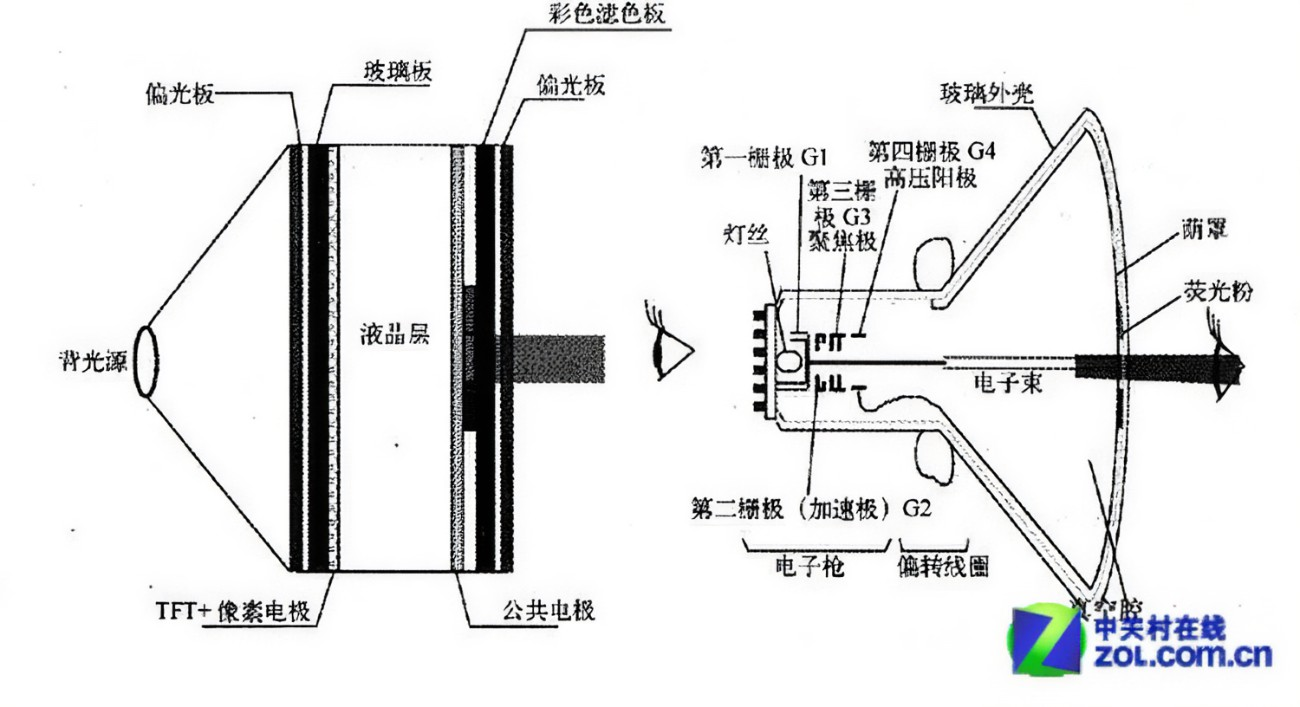 彩色滤色板
玻璃板
偏光板
偏光板
背光源
液晶层
TFT+像素电极
公共电极
玻璃外壳
第一栅极 G1
第四栅极 G4
高压阳极
第三栅
极 G3
聚焦极
灯丝
荫罩
荧光粉
电子束
第二栅极（加速极）G2
电子枪
偏转线圈
真空腔
中关村在线
ZOL.COM.CN